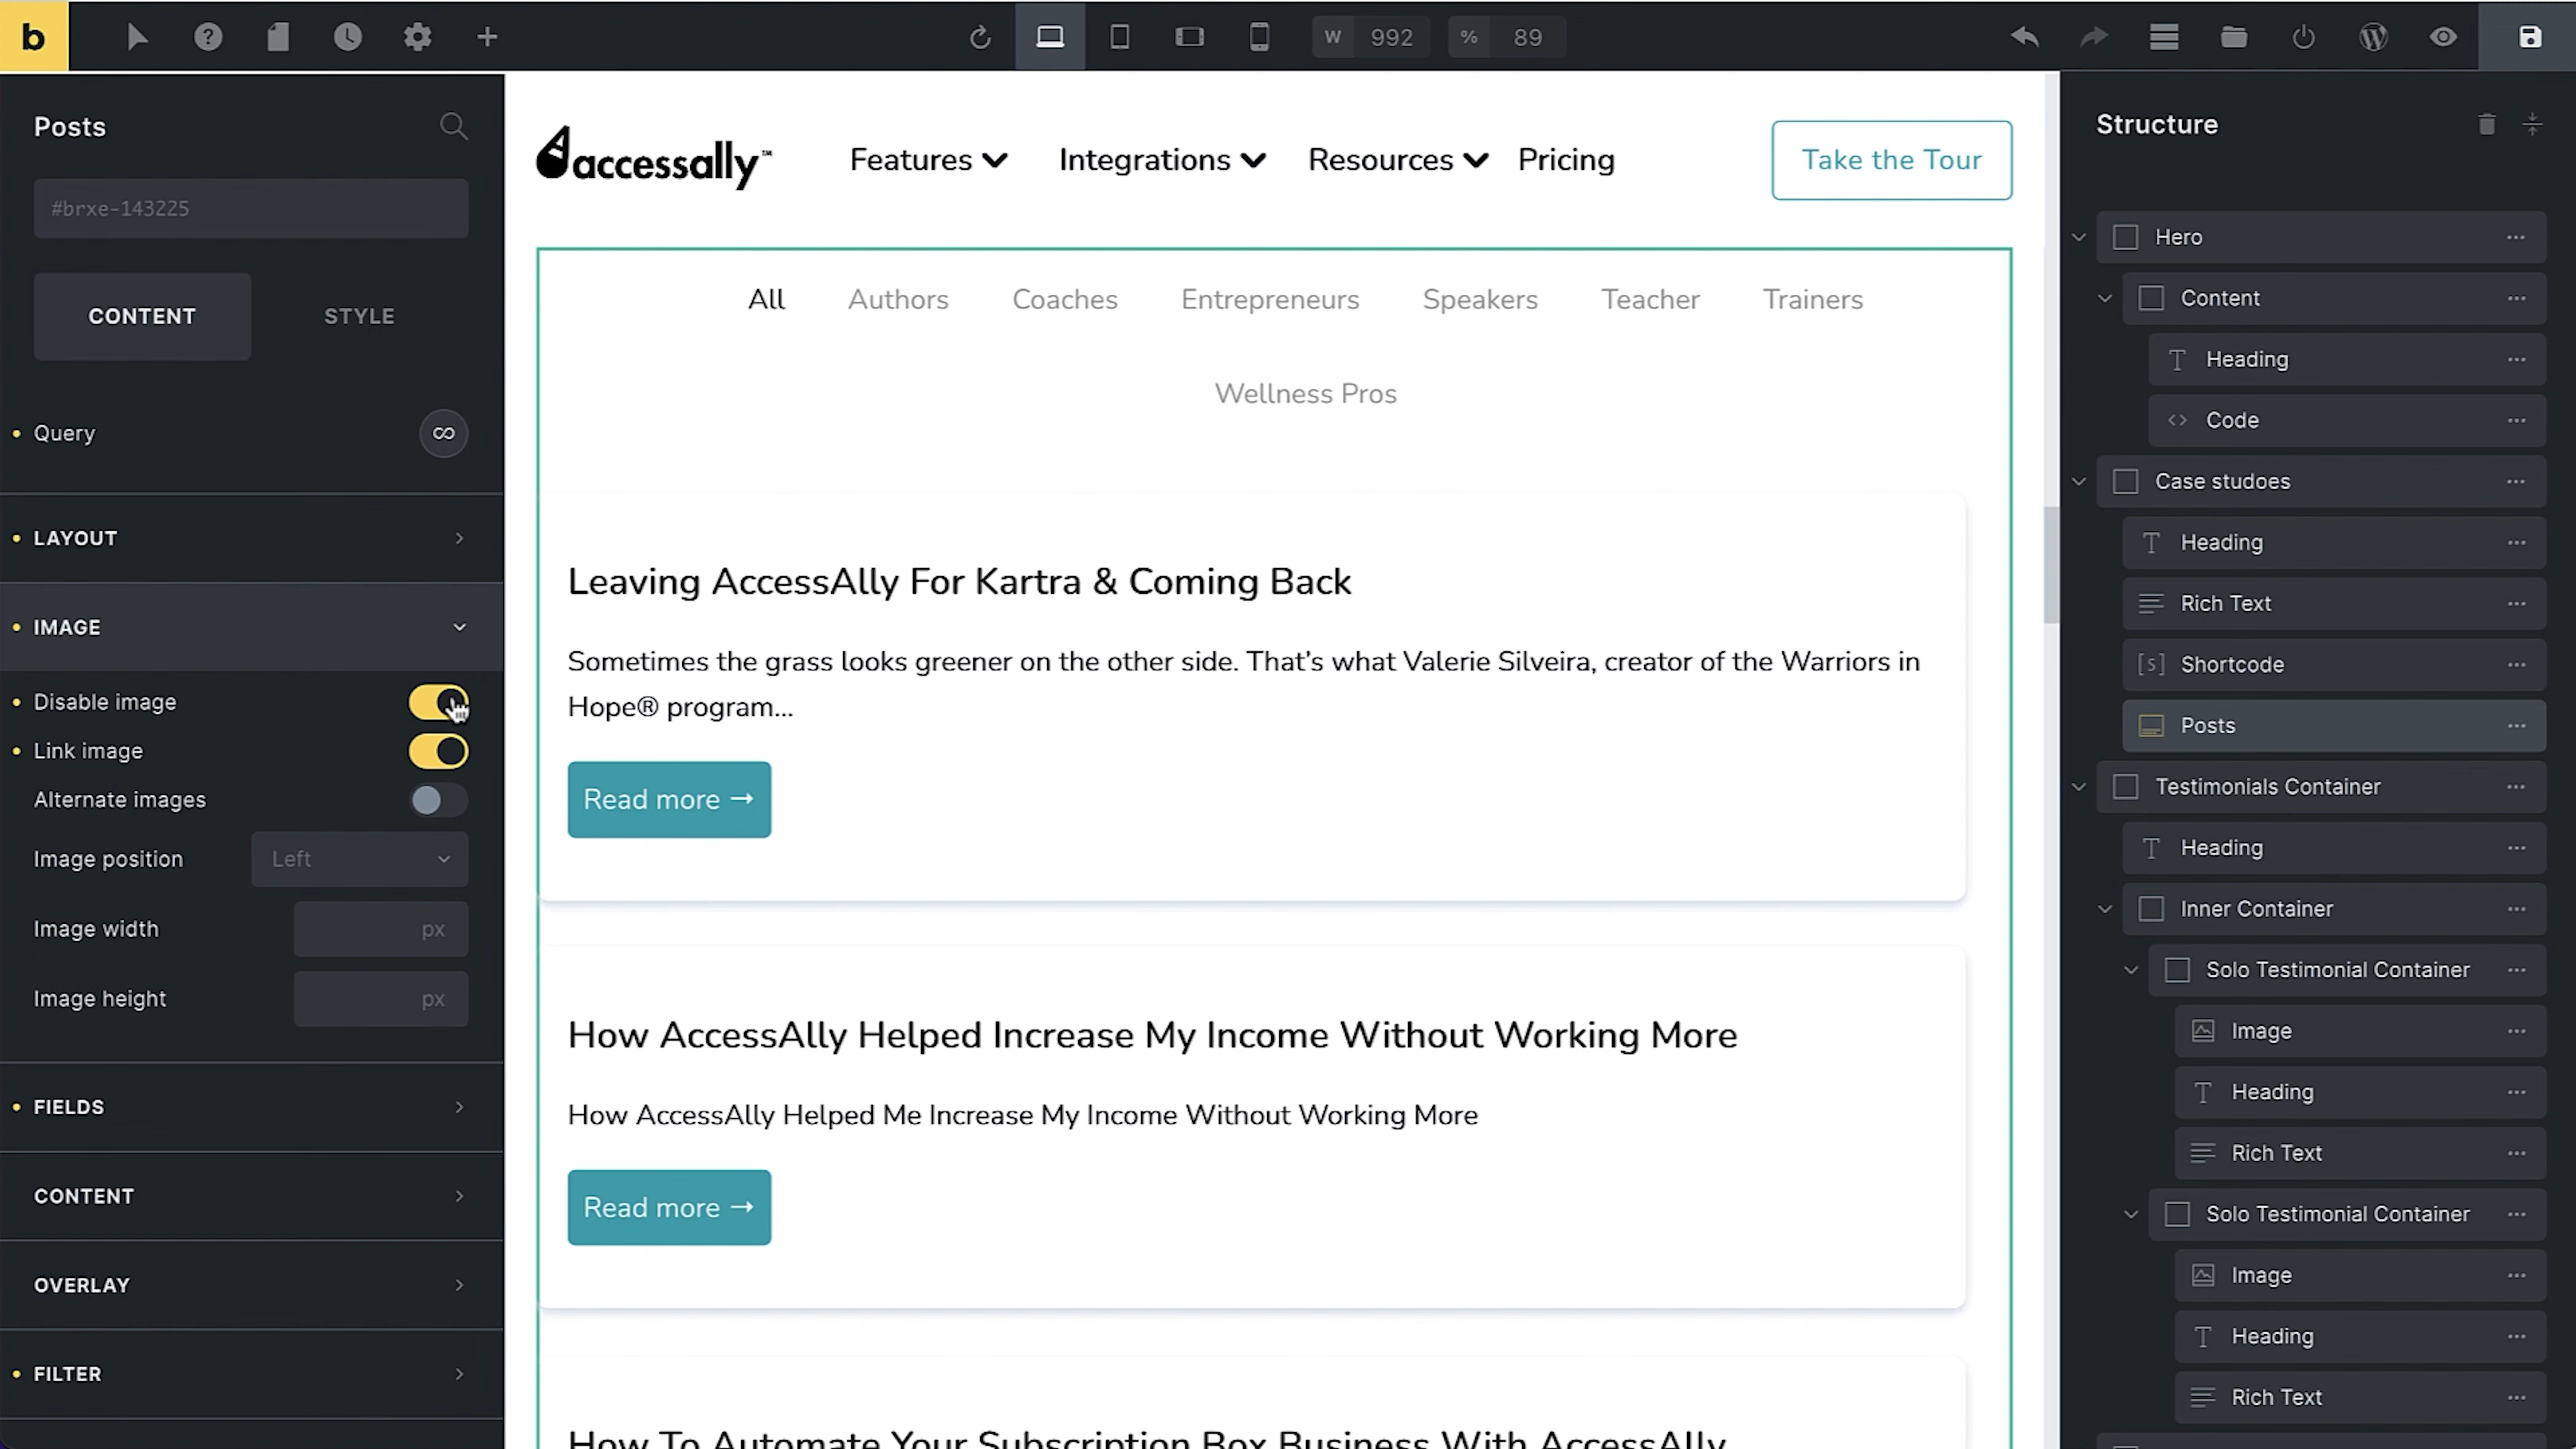 b
W 992 % 89
Posts
#brxe-143225
CONTENT STYLE
Query
LAYOUT
IMAGE
Disable image
Link image
Alternate images
Image position Left
Image width px
Image height px
FIELDS
CONTENT
OVERLAY
FILTER
accessally™
Features Integrations Resources Pricing
Take the Tour
All Authors Coaches Entrepreneurs Speakers Teacher Trainers
Wellness Pros
Leaving AccessAlly For Kartra & Coming Back
Sometimes the grass looks greener on the other side. That's what Valerie Silveira, creator of the Warriors in
Hope® program...
Read more →
How AccessAlly Helped Increase My Income Without Working More
How AccessAlly Helped Me Increase My Income Without Working More
Read more →
How To Automate Your Subscription Box Business With AccessAlly
Structure
Hero
Content
Heading
Code
Case studoes
Heading
Rich Text
[s] Shortcode
Posts
Testimonials Container
Heading
Inner Container
Solo Testimonial Container
Image
Heading
Rich Text
Solo Testimonial Container
Image
Heading
Rich Text